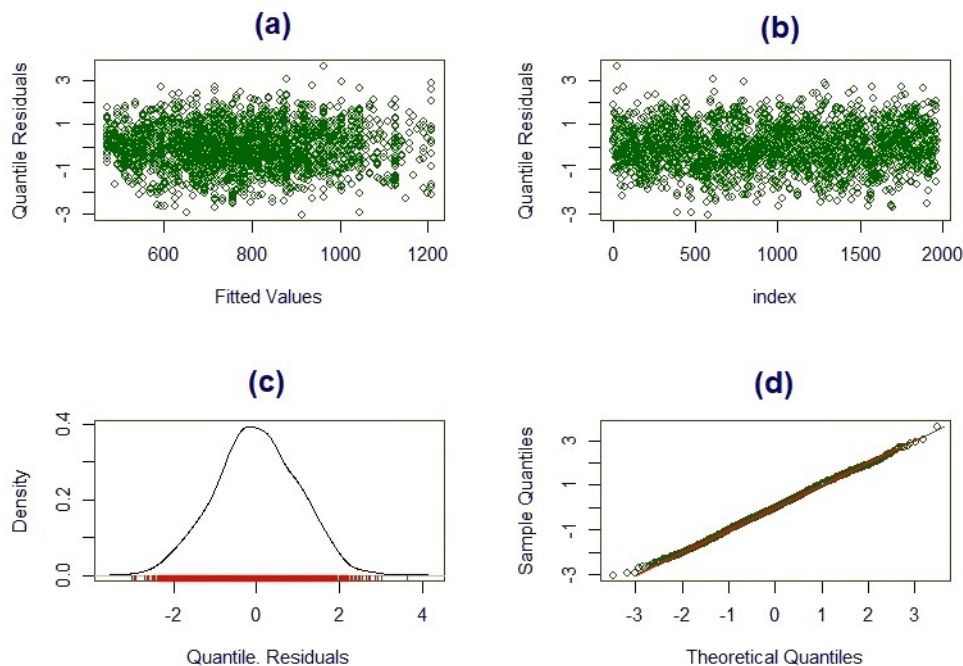 (a)
Quantile Residuals
3
1
-1
-3
600 800 1000 1200
Fitted Values
(b)
Quantile Residuals
3
1
-1
-3
0 500 1000 1500 2000
index
(c)
Density
0.4
0.2
0.0
-2 0 2 4
Quantile. Residuals
(d)
Sample Quantiles
3
1
-1
-3
-3 -2 -1 0 1 2 3
Theoretical Quantiles